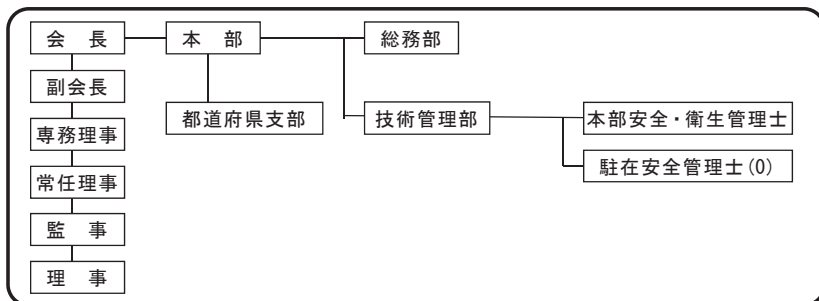 会　長
本　部
総務部
副会長
都道府県支部
技術管理部
本部安全・衛生管理士
専務理事
駐在安全管理士(0)
常任理事
監　事
理　事